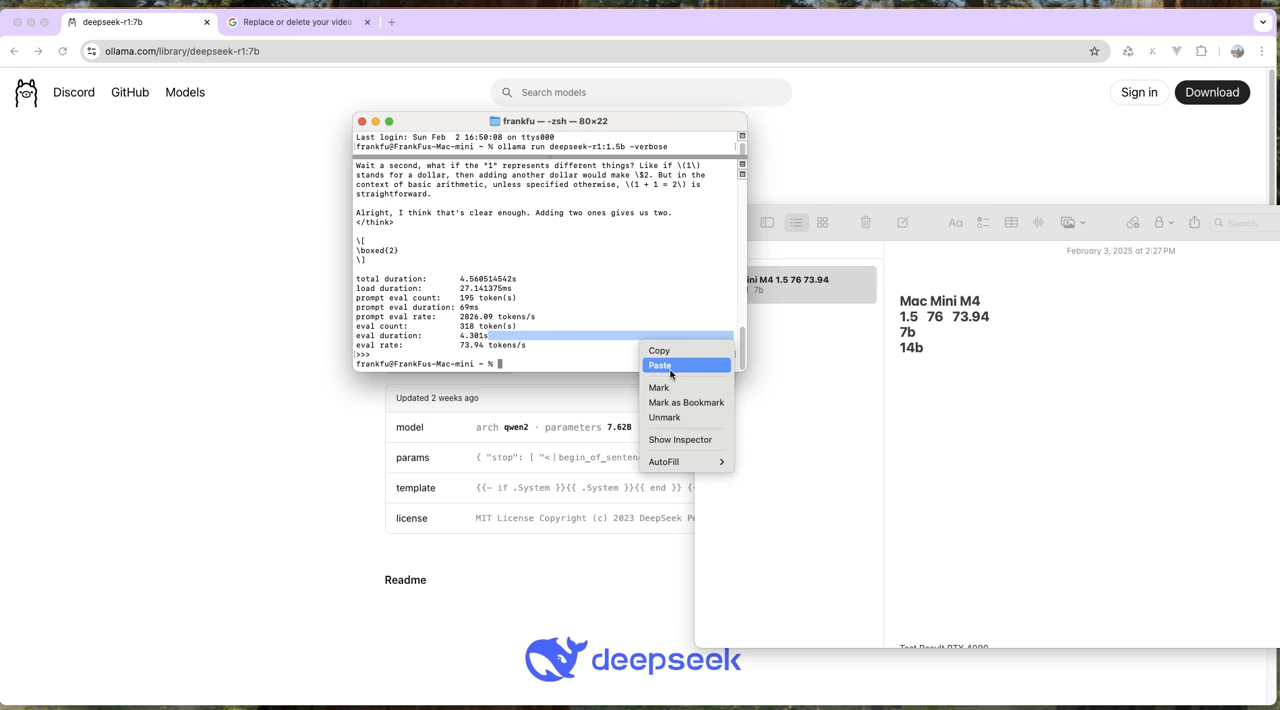 deepseek-r1:7b
Replace or delete your video
ollama.com/library/deepseek-r1:7b
Discord
GitHub
Models
Search models
Sign in
Download
frankfu — -zsh — 80×22
Last login: Sun Feb  2 16:50:08 on ttys000
[frankfu@FrankFus-Mac-mini ~ % ollama run deepseek-r1:1.5b -verbose ]
Wait a second, what if the "1" represents different things? Like if \(1\)
stands for a dollar, then adding another dollar would make \$2. But in the
context of basic arithmetic, unless specified otherwise, \(1 + 1 = 2\) is
straightforward.
Alright, I think that's clear enough. Adding two ones gives us two.
</think>
\[
\boxed{2}
\]
total duration: 4.560514542s
load duration: 27.141375ms
prompt eval count: 195 token(s)
prompt eval duration: 69ms
prompt eval rate: 2826.09 tokens/s
eval count: 318 token(s)
eval duration: 4.301s
eval rate: 73.94 tokens/s
[>>> ]
frankfu@FrankFus-Mac-mini ~ %
Copy
Paste
Mark
Mark as Bookmark
Unmark
Show Inspector
AutoFill
Updated 2 weeks ago
model arch qwen2 · parameters 7.62B
params { "stop": [ "<|begin_of_senten
template {{- if .System }}{{ .System }}{{ end }} {-
license MIT License Copyright (c) 2023 DeepSeek Pe
Readme
deepseek
Aa
Search
February 3, 2025 at 2:27 PM
ini M4 1.5 76 73.94
7b
Mac Mini M4
1.5 76 73.94
7b
14b